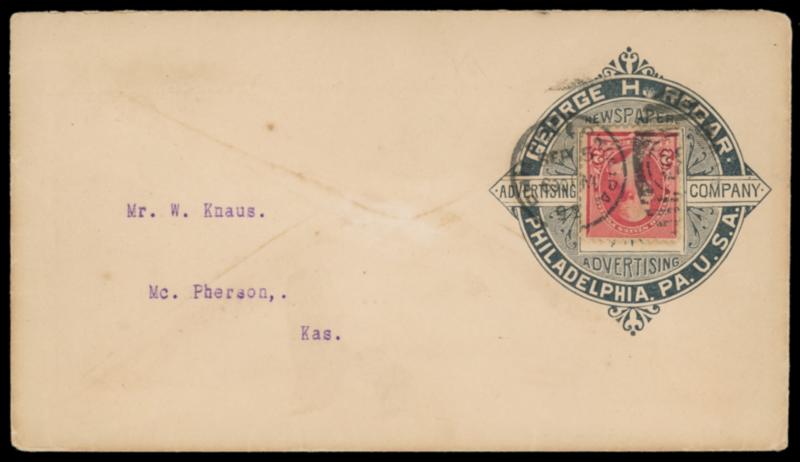 GEORGE H. REGAR.
NEWSPAPER
ADVERTISING COMPANY
ADVERTISING
PHILADELPHIA. PA. U.S.A.
Mr. W. Knaus.
Mc. Pherson,.
Kas.